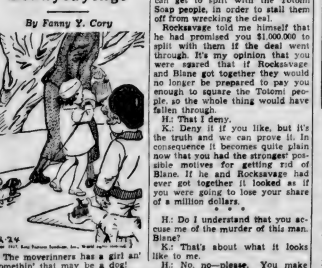 By Fanny Y. Cory
4-24
The moverinners has a girl an'
somethin' that may be a dog!
can get to split with the Totomi
Soap people, in order to stall them
off from wrecking the deal.
Rocksavage told me himself that
he had promised you $1,000,000 to
split with them if the deal went
through. It's my opinion that you
were scared that if Rocksavage
and Blane got together they would
no longer be prepared to pay you
enough to square the Totomi peo-
ple, so the whole thing would have
fallen through.
H.: That I deny.
K.: Deny it if you like, but it's
the truth and we can prove it. In
consequence it becomes quite plain
now that you had the strongest pos-
sible motives for getting rid of
Blane. If he and Rocksavage had
ever got together it looked as if
you were going to lose your share
of a million dollars.
* * *
H.: Do I understand that you ac-
cuse me of the murder of this man,
Blane?
K.: That's about what it looks
like to me.
H.: No, no—please. You make